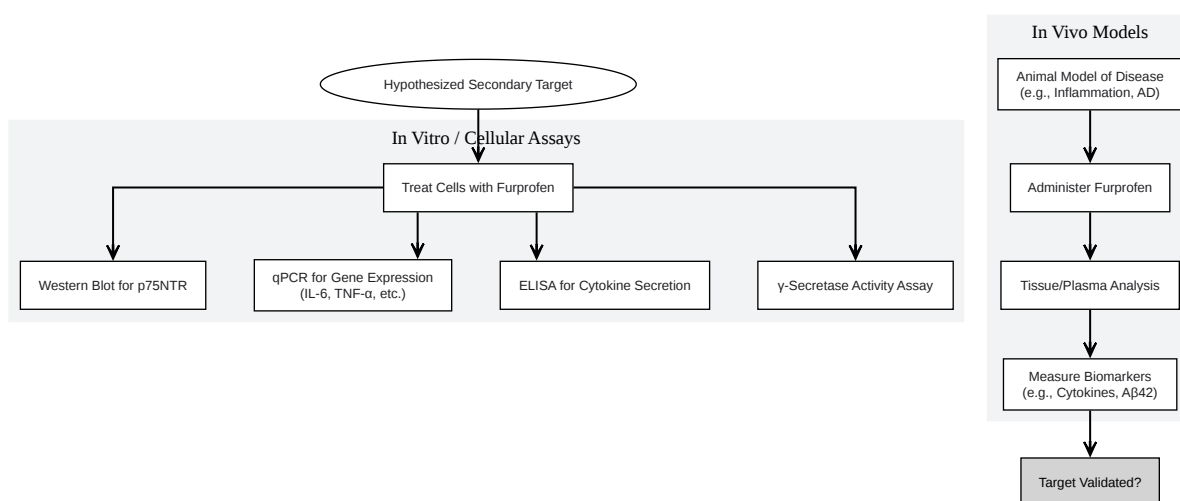 In Vivo Models
Hypothesized Secondary Target
Animal Model of Disease
(e.g., Inflammation, AD)
In Vitro / Cellular Assays
Treat Cells with Furprofen
Administer Furprofen
Western Blot for p75NTR
qPCR for Gene Expression
(IL-6, TNF-α, etc.)
ELISA for Cytokine Secretion
γ-Secretase Activity Assay
Tissue/Plasma Analysis
Measure Biomarkers
(e.g., Cytokines, Aβ42)
Target Validated?